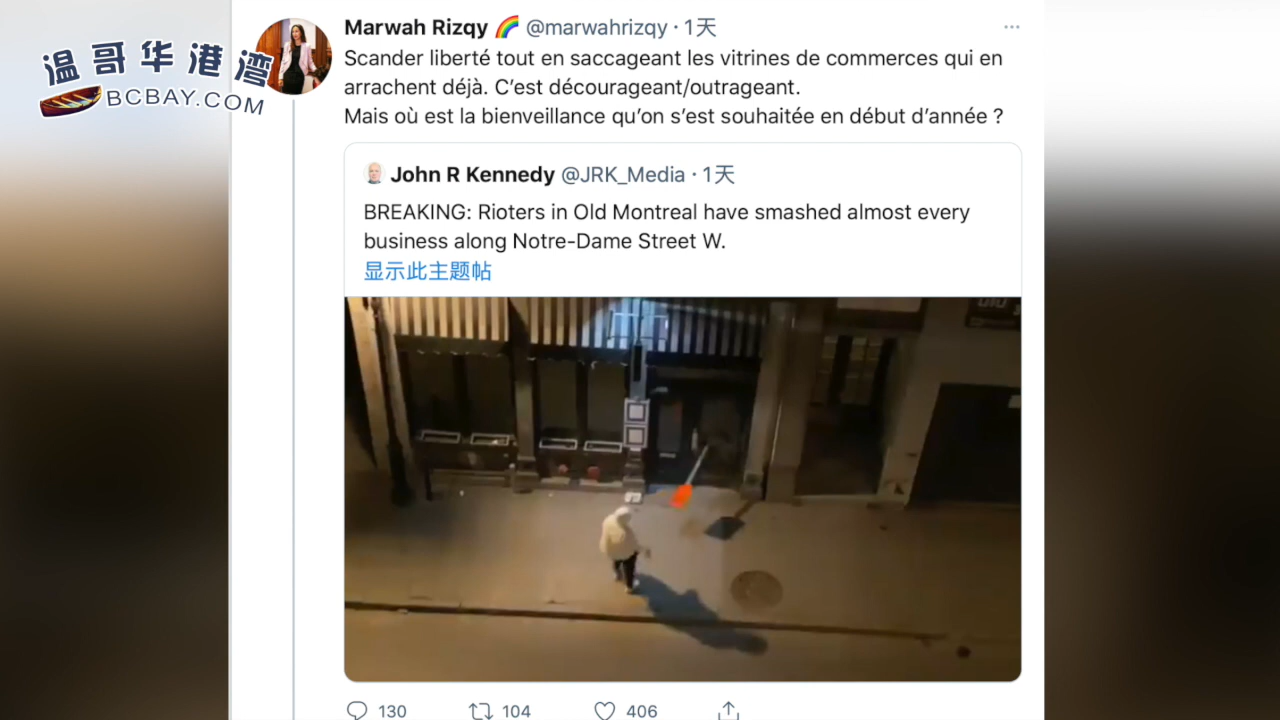 温哥华港湾
BCBAY.COM
Marwah Rizqy 🌈 @marwahrizqy · 1天
Scander liberté tout en saccageant les vitrines de commerces qui en
arrachent déjà. C’est décourageant/outrageant.
Mais où est la bienveillance qu’on s’est souhaitée en début d’année ?
John R Kennedy @JRK_Media · 1天
BREAKING: Rioters in Old Montreal have smashed almost every
business along Notre-Dame Street W.
显示此主题帖
130 104 406